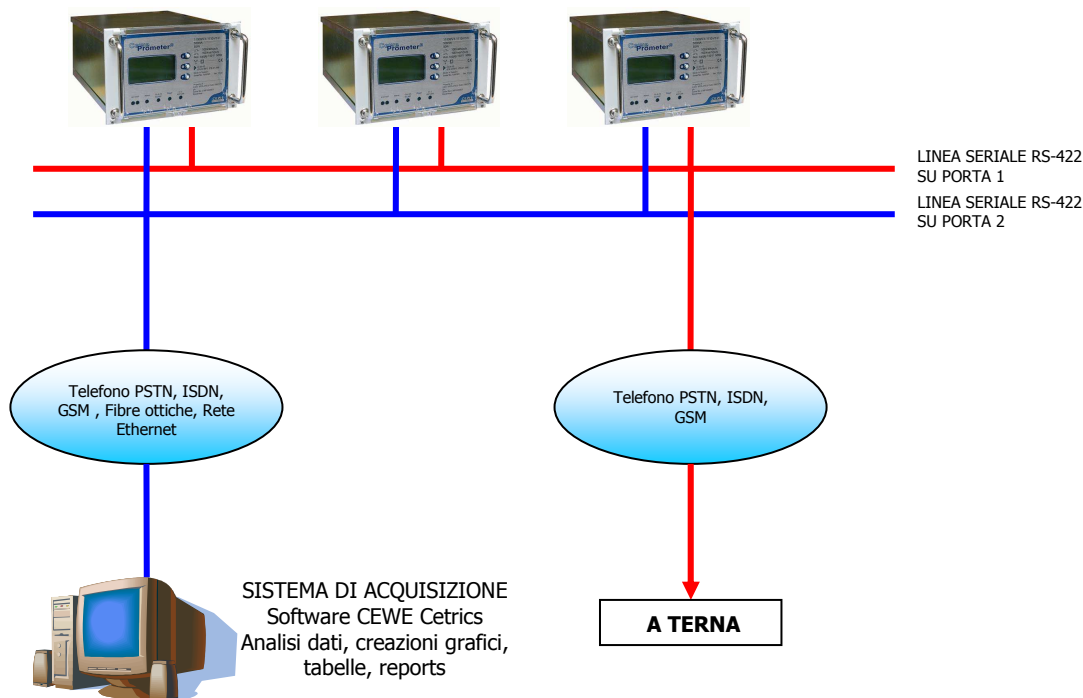 Prometer®
Prometer®
Prometer®
LINEA SERIALE RS-422
SU PORTA 1
LINEA SERIALE RS-422
SU PORTA 2
Telefono PSTN, ISDN,
GSM , Fibre ottiche, Rete
Ethernet
Telefono PSTN, ISDN,
GSM
SISTEMA DI ACQUISIZIONE
Software CEWE Cetrics
Analisi dati, creazioni grafici,
tabelle, reports
A TERNA